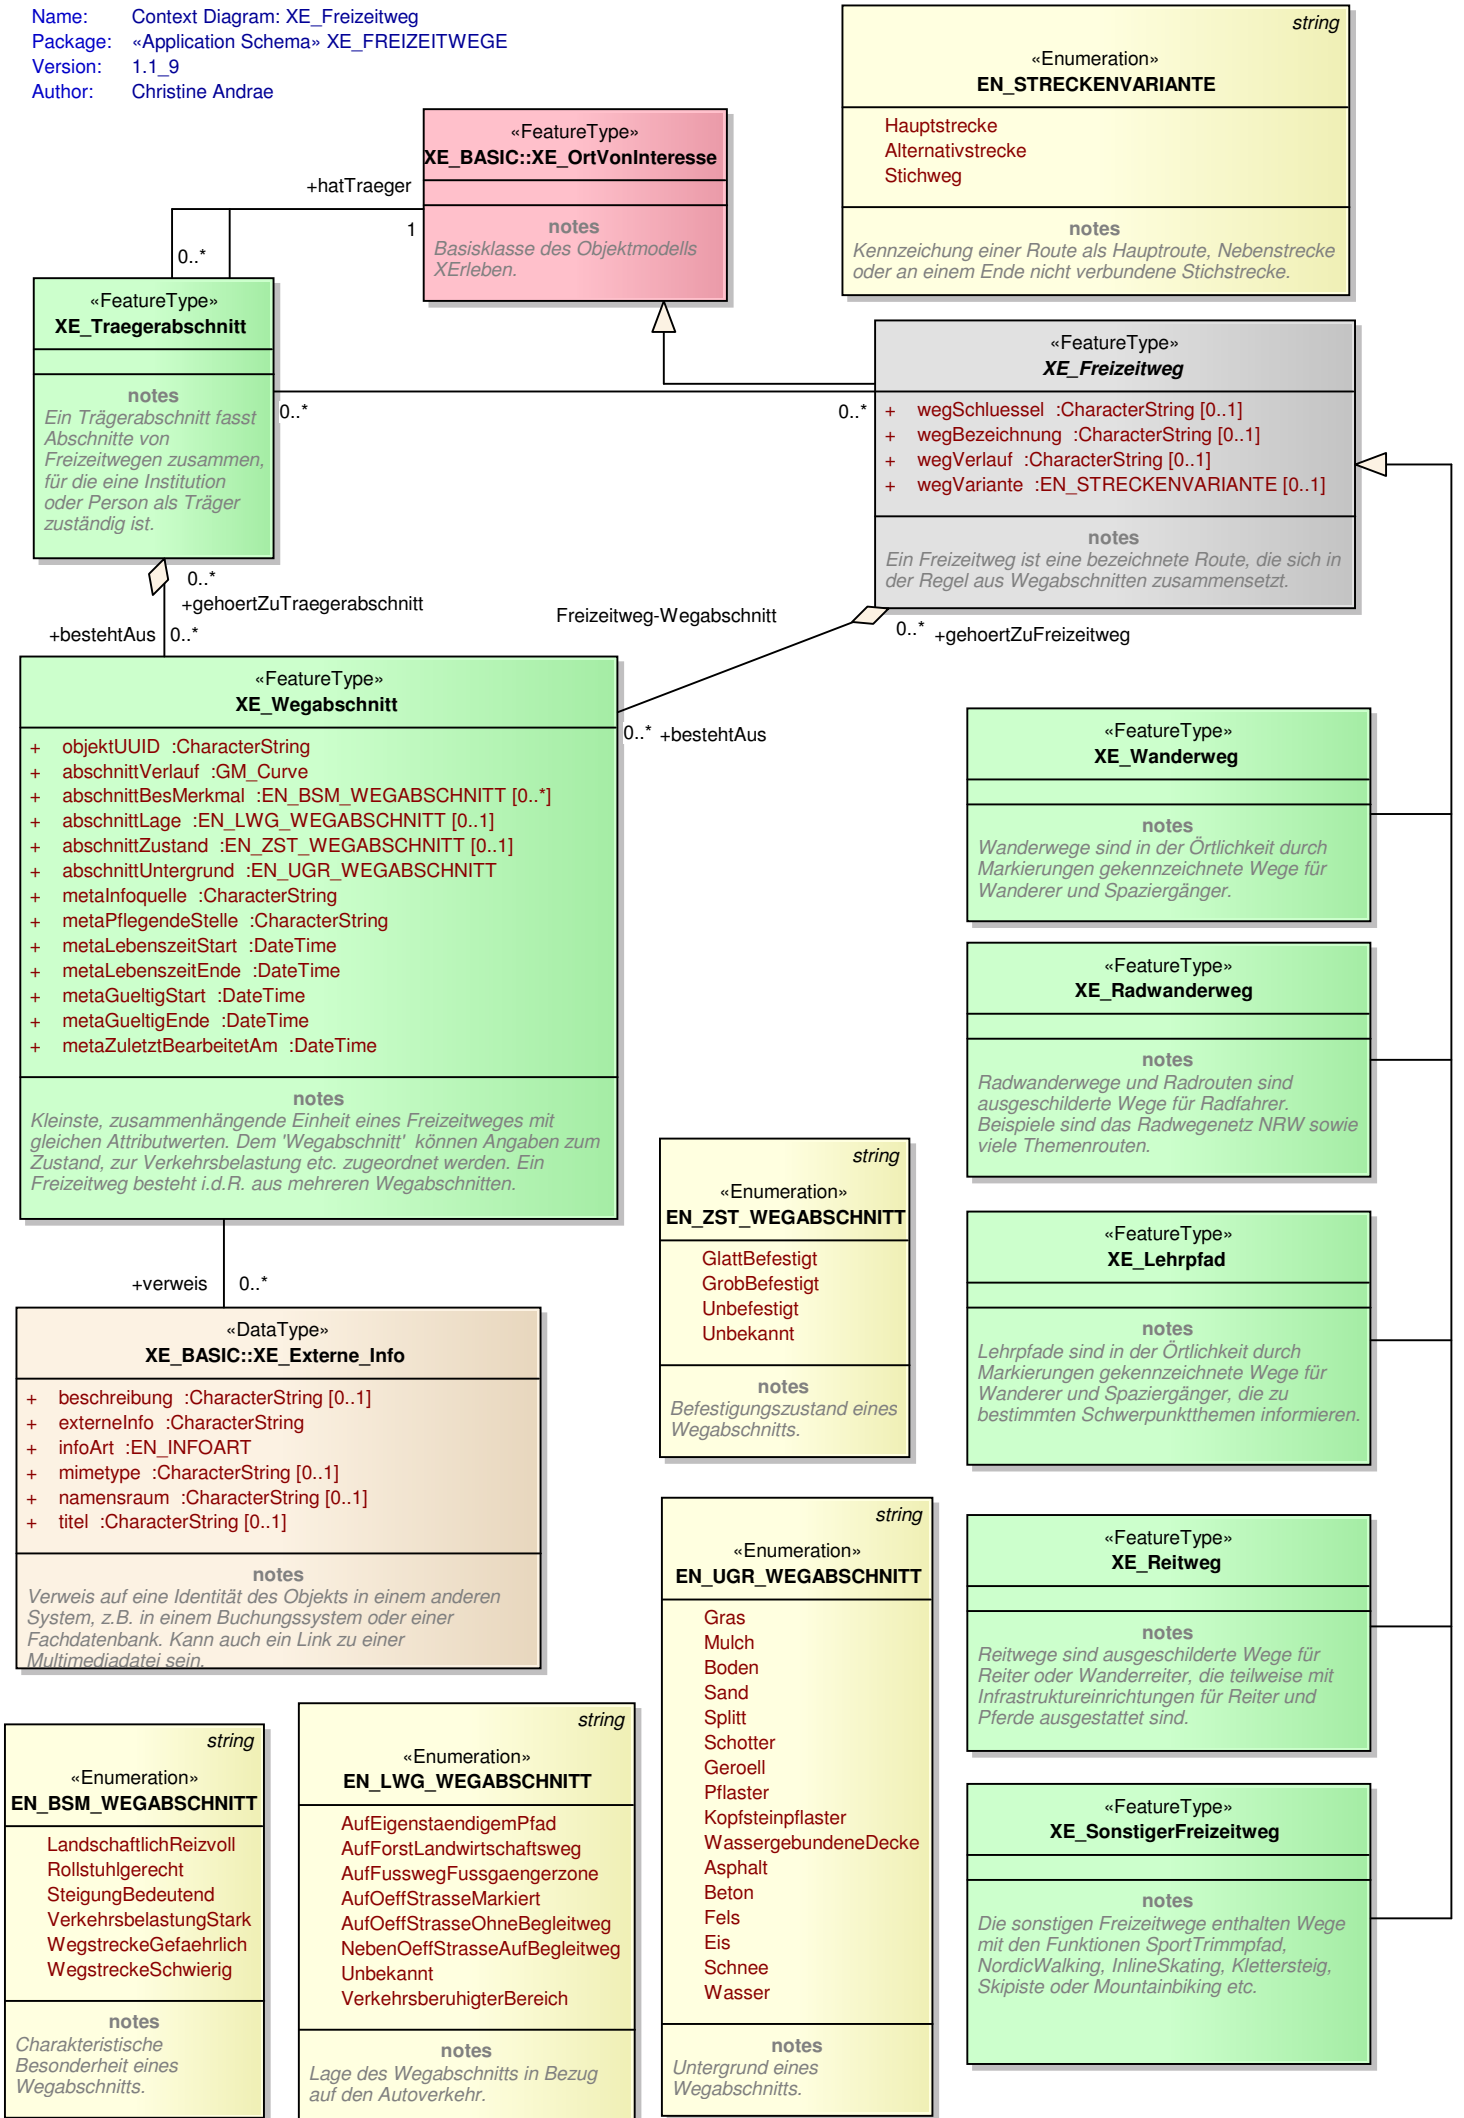 Name: Context Diagram: XE_Freizeitweg
Package: «Application Schema» XE_FREIZEITWEGE
Version: 1.1_9
Author: Christine Andrae
string
«Enumeration»
EN_STRECKENVARIANTE
Hauptstrecke
Alternativstrecke
Stichweg
notes
Kennzeichung einer Route als Hauptroute, Nebenstrecke
oder an einem Ende nicht verbundene Stichstrecke.
«FeatureType»
XE_BASIC::XE_OrtVonInteresse
notes
Basisklasse des Objektmodells
XErleben.
+hatTraeger
1
0..*
«FeatureType»
XE_Traegerabschnitt
notes
Ein Trägerabschnitt fasst
Abschnitte von
Freizeitwegen zusammen,
für die eine Institution
oder Person als Träger
zuständig ist.
0..*
0..*
«FeatureType»
XE_Freizeitweg
+ wegSchluessel :CharacterString [0..1]
+ wegBezeichnung :CharacterString [0..1]
+ wegVerlauf :CharacterString [0..1]
+ wegVariante :EN_STRECKENVARIANTE [0..1]
notes
Ein Freizeitweg ist eine bezeichnete Route, die sich in
der Regel aus Wegabschnitten zusammensetzt.
0..*
+gehoertZuTraegerabschnitt
+bestehtAus 0..*
Freizeitweg-Wegabschnitt
0..* +gehoertZuFreizeitweg
0..* +bestehtAus
«FeatureType»
XE_Wegabschnitt
+ objektUUID :CharacterString
+ abschnittVerlauf :GM_Curve
+ abschnittBesMerkmal :EN_BSM_WEGABSCHNITT [0..*]
+ abschnittLage :EN_LWG_WEGABSCHNITT [0..1]
+ abschnittZustand :EN_ZST_WEGABSCHNITT [0..1]
+ abschnittUntergrund :EN_UGR_WEGABSCHNITT
+ metaInfoquelle :CharacterString
+ metaPflegendeStelle :CharacterString
+ metaLebenszeitStart :DateTime
+ metaLebenszeitEnde :DateTime
+ metaGueltigStart :DateTime
+ metaGueltigEnde :DateTime
+ metaZuletztBearbeitetAm :DateTime
notes
Kleinste, zusammenhängende Einheit eines Freizeitweges mit
gleichen Attributwerten. Dem 'Wegabschnitt' können Angaben zum
Zustand, zur Verkehrsbelastung etc. zugeordnet werden. Ein
Freizeitweg besteht i.d.R. aus mehreren Wegabschnitten.
+verweis 0..*
«DataType»
XE_BASIC::XE_Externe_Info
+ beschreibung :CharacterString [0..1]
+ externeInfo :CharacterString
+ infoArt :EN_INFOART
+ mimetype :CharacterString [0..1]
+ namensraum :CharacterString [0..1]
+ titel :CharacterString [0..1]
notes
Verweis auf eine Identität des Objekts in einem anderen
System, z.B. in einem Buchungssystem oder einer
Fachdatenbank. Kann auch ein Link zu einer
Multimediadatei sein.
«FeatureType»
XE_Wanderweg
notes
Wanderwege sind in der Örtlichkeit durch
Markierungen gekennzeichnete Wege für
Wanderer und Spaziergänger.
«FeatureType»
XE_Radwanderweg
notes
Radwanderwege und Radrouten sind
ausgeschilderte Wege für Radfahrer.
Beispiele sind das Radwegenetz NRW sowie
viele Themenrouten.
«FeatureType»
XE_Lehrpfad
notes
Lehrpfade sind in der Örtlichkeit durch
Markierungen gekennzeichnete Wege für
Wanderer und Spaziergänger, die zu
bestimmten Schwerpunktthemen informieren.
«FeatureType»
XE_Reitweg
notes
Reitwege sind ausgeschilderte Wege für
Reiter oder Wanderreiter, die teilweise mit
Infrastruktureinrichtungen für Reiter und
Pferde ausgestattet sind.
«FeatureType»
XE_SonstigerFreizeitweg
notes
Die sonstigen Freizeitwege enthalten Wege
mit den Funktionen SportTrimmpfad,
NordicWalking, InlineSkating, Klettersteig,
Skipiste oder Mountainbiking etc.
string
«Enumeration»
EN_ZST_WEGABSCHNITT
GlattBefestigt
GrobBefestigt
Unbefestigt
Unbekannt
notes
Befestigungszustand eines
Wegabschnitts.
string
«Enumeration»
EN_UGR_WEGABSCHNITT
Gras
Mulch
Boden
Sand
Splitt
Schotter
Geroell
Pflaster
Kopfsteinpflaster
WassergebundeneDecke
Asphalt
Beton
Fels
Eis
Schnee
Wasser
notes
Untergrund eines
Wegabschnitts.
string
«Enumeration»
EN_BSM_WEGABSCHNITT
LandschaftlichReizvoll
Rollstuhlgerecht
SteigungBedeutend
VerkehrsbelastungStark
WegstreckeGefaehrlich
WegstreckeSchwierig
notes
Charakteristische
Besonderheit eines
Wegabschnitts.
string
«Enumeration»
EN_LWG_WEGABSCHNITT
AufEigenstaendigemPfad
AufForstLandwirtschaftsweg
AufFusswegFussgaengerzone
AufOeffStrasseMarkiert
AufOeffStrasseOhneBegleitweg
NebenOeffStrasseAufBegleitweg
Unbekannt
VerkehrsberuhigterBereich
notes
Lage des Wegabschnitts in Bezug
auf den Autoverkehr.